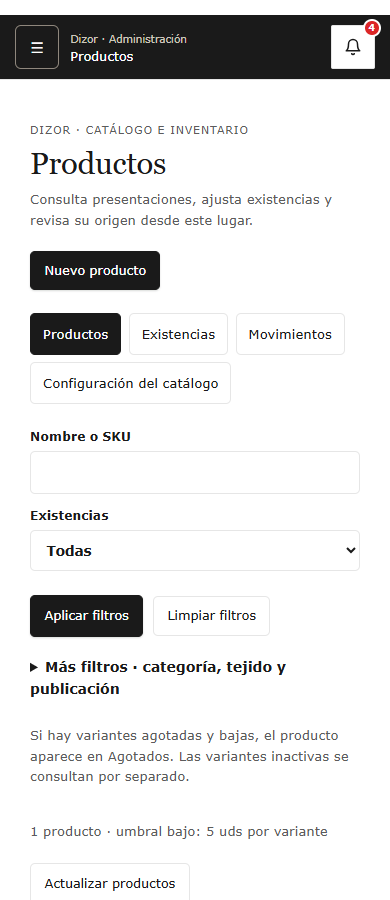 ☰
Dizor · Administración
Productos
4
DIZOR · CATÁLOGO E INVENTARIO
Productos
Consulta presentaciones, ajusta existencias y
revisa su origen desde este lugar.
Nuevo producto
Productos
Existencias
Movimientos
Configuración del catálogo
Nombre o SKU
Existencias
Todas
Aplicar filtros
Limpiar filtros
Más filtros · categoría, tejido y
publicación
Si hay variantes agotadas y bajas, el producto
aparece en Agotados. Las variantes inactivas se
consultan por separado.
1 producto · umbral bajo: 5 uds por variante
Actualizar productos